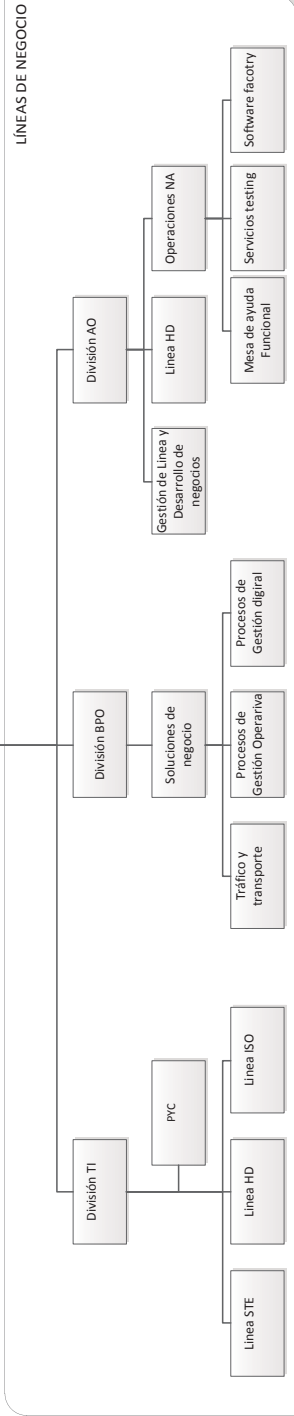 LÍNEAS DE NEGOCIO
División TI
División BPO
División AO
PYC
Soluciones de
negocio
Gestión de Linea y
Desarrollo de
negocios
Linea HD
Operaciones NA
Linea STE
Linea HD
Linea ISO
Tráfico y
transporte
Procesos de
Gestión Operariva
Procesos de
Gestión digiral
Mesa de ayuda
Funcional
Servicios testing
Software facotry